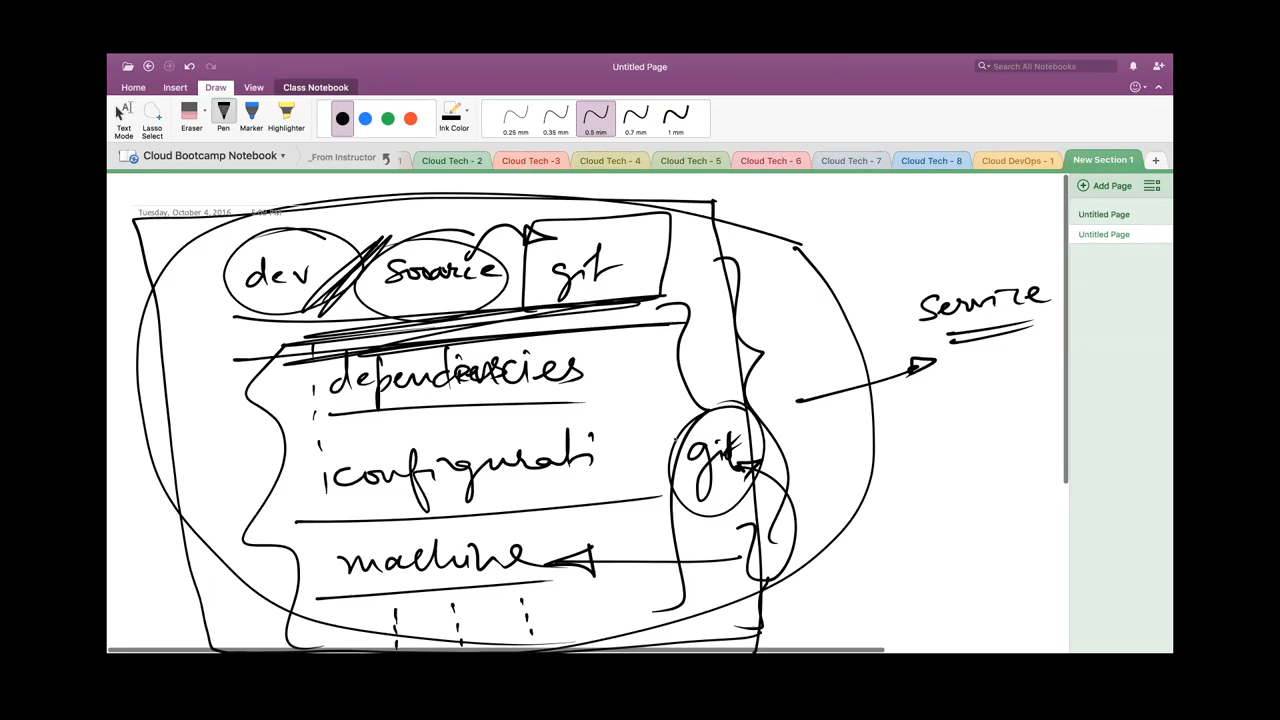 Untitled Page
Search All Notebooks
Home Insert Draw View Class Notebook
Text Mode
Lasso Select
Eraser
Pen
Marker
Highlighter
Ink Color
0.25 mm 0.35 mm 0.5 mm 0.7 mm 1 mm
Cloud Bootcamp Notebook
_From Instructor
1
Cloud Tech - 2
Cloud Tech -3
Cloud Tech - 4
Cloud Tech - 5
Cloud Tech - 6
Cloud Tech - 7
Cloud Tech - 8
Cloud DevOps - 1
New Section 1
Add Page
Untitled Page
Untitled Page
Tuesday, October 4, 2016
dev source git
service
dependencies
configurati
git
machine